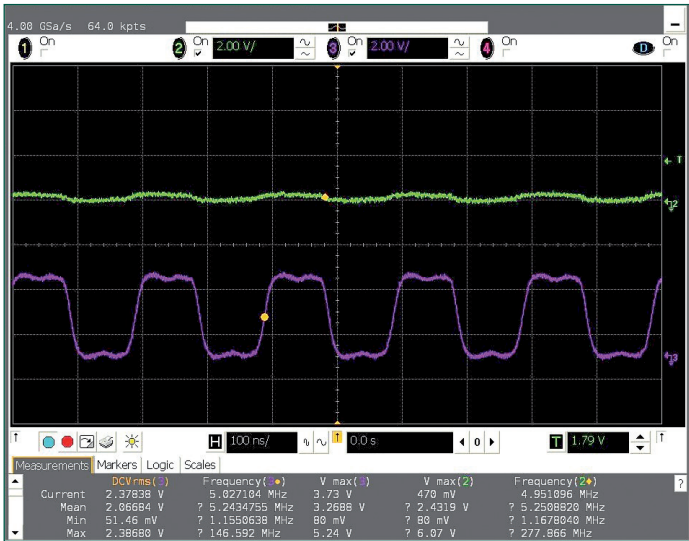 4.00 GSa/s 64.0 kpts
1 On 2 On 2.00 V/ 3 On 2.00 V/ 4 On D On
T
2
3
H 100 ns/ 0.0 s 0 T 1.79 V
Measurements Markers Logic Scales
DCVrms(3) Frequency(3) V max(3) V max(2) Frequency(2) ?
Current 2.37838 V 5.027104 MHz 3.73 V 470 mV 4.951096 MHz
Mean 2.06684 V ? 5.2434755 MHz 3.2688 V ? 2.4319 V ? 5.2508820 MHz
Min 51.46 mV ? 1.1550638 MHz 80 mV ? 80 mV ? 1.1678040 MHz
Max 2.38680 V ? 146.592 MHz 5.24 V ? 6.07 V ? 277.866 MHz